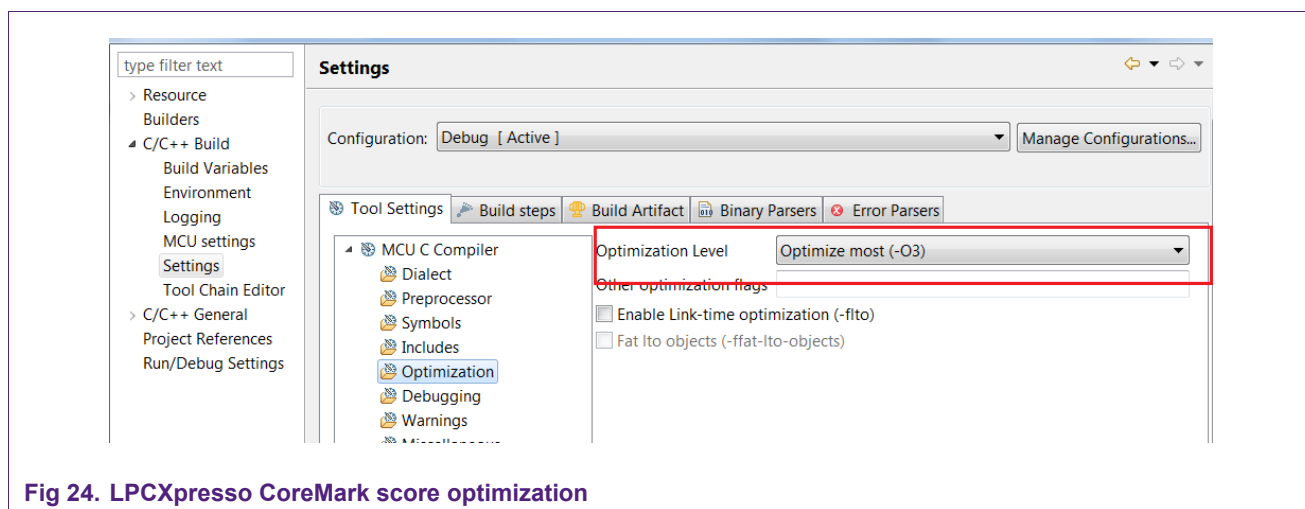 type filter text
Settings
Resource
Builders
C/C++ Build
Build Variables
Environment
Logging
MCU settings
Settings
Tool Chain Editor
C/C++ General
Project References
Run/Debug Settings
Configuration: Debug [ Active ] Manage Configurations...
Tool Settings Build steps Build Artifact Binary Parsers Error Parsers
MCU C Compiler
Dialect
Preprocessor
Symbols
Includes
Optimization
Debugging
Warnings
Miscellaneous
Optimization Level Optimize most (-O3)
Other optimization flags
Enable Link-time optimization (-flto)
Fat lto objects (-ffat-lto-objects)
Fig 24. LPCXpresso CoreMark score optimization